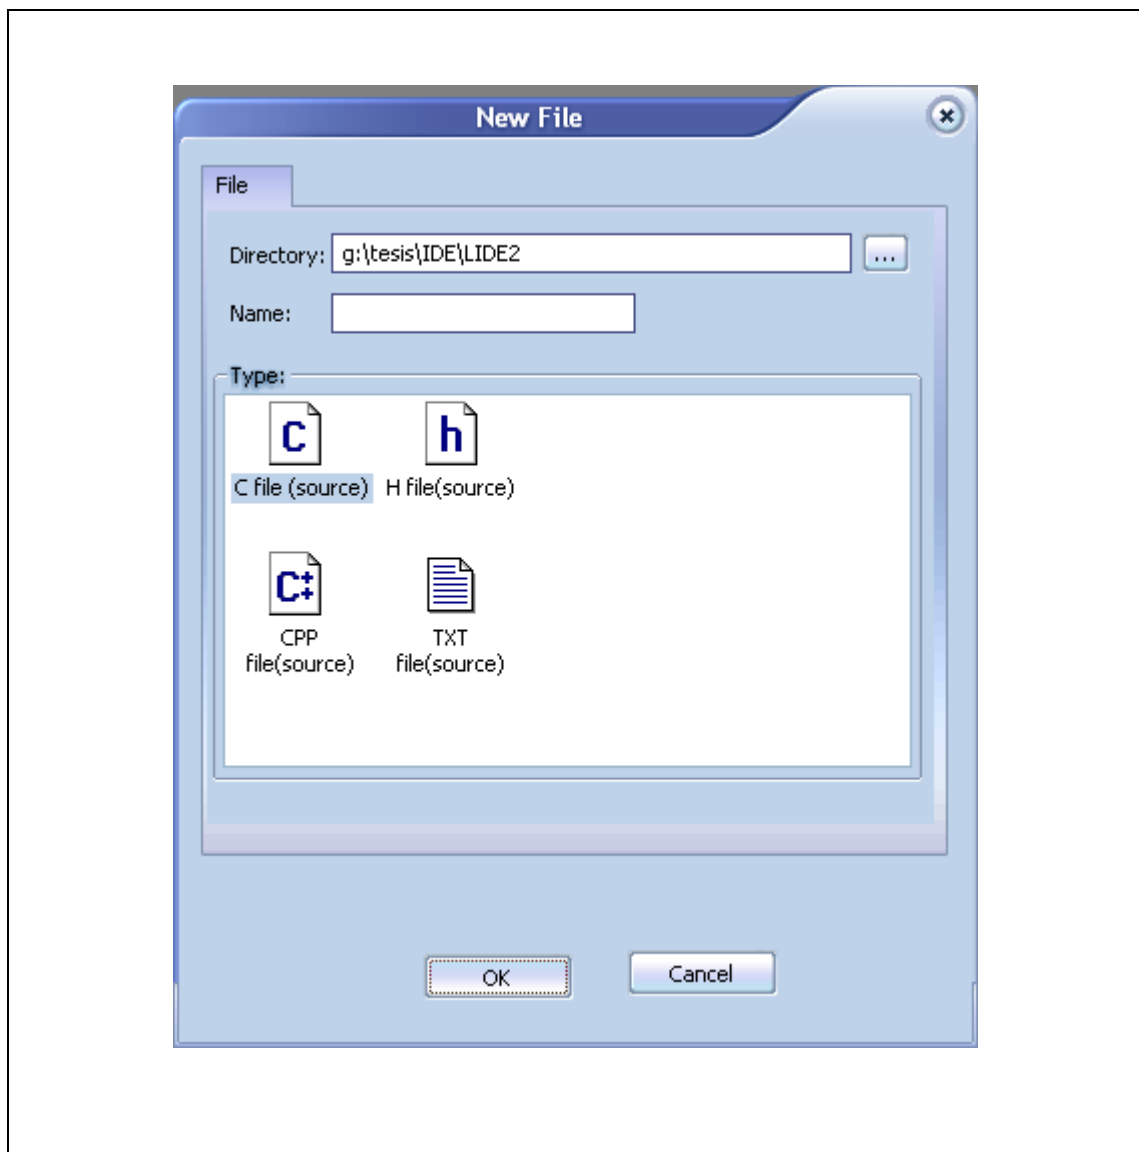 New File
File
Directory: g:\tesis\IDE\LIDE2 ...
Name:
Type:
C h
C file (source) H file(source)
C++
CPP TXT
file(source) file(source)
OK Cancel